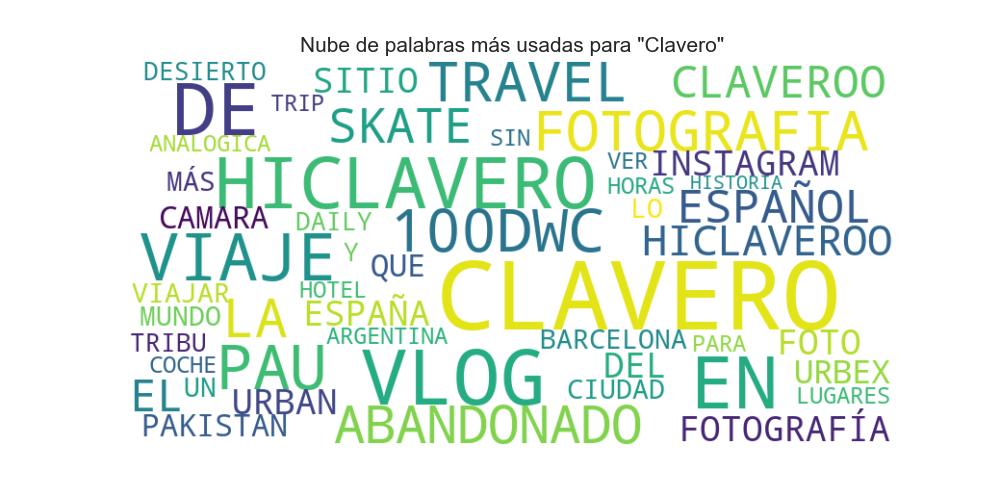 Nube de palabras más usadas para "Clavero"
DESIERTO SITIO TRAVEL CLAVEROO
DE TRIP SKATE SIN FOTOGRAFIA
ANALOGICA HICLAVERO VER INSTAGRAM
MÁS HORAS HISTORIA
CAMARA DAILY 100DWC LO ESPAÑOL
VIAJE Y QUE HICLAVEROO
VIAJAR HOTEL CLAVERO
MUNDO LA ESPAÑA
TRIBU ARGENTINA BARCELONA PARA FOTO
COCHE PAU VLOG DEL EN URBEX
EL UN URBAN CIUDAD LUGARES
PAKISTAN ABANDONADO FOTOGRAFÍA